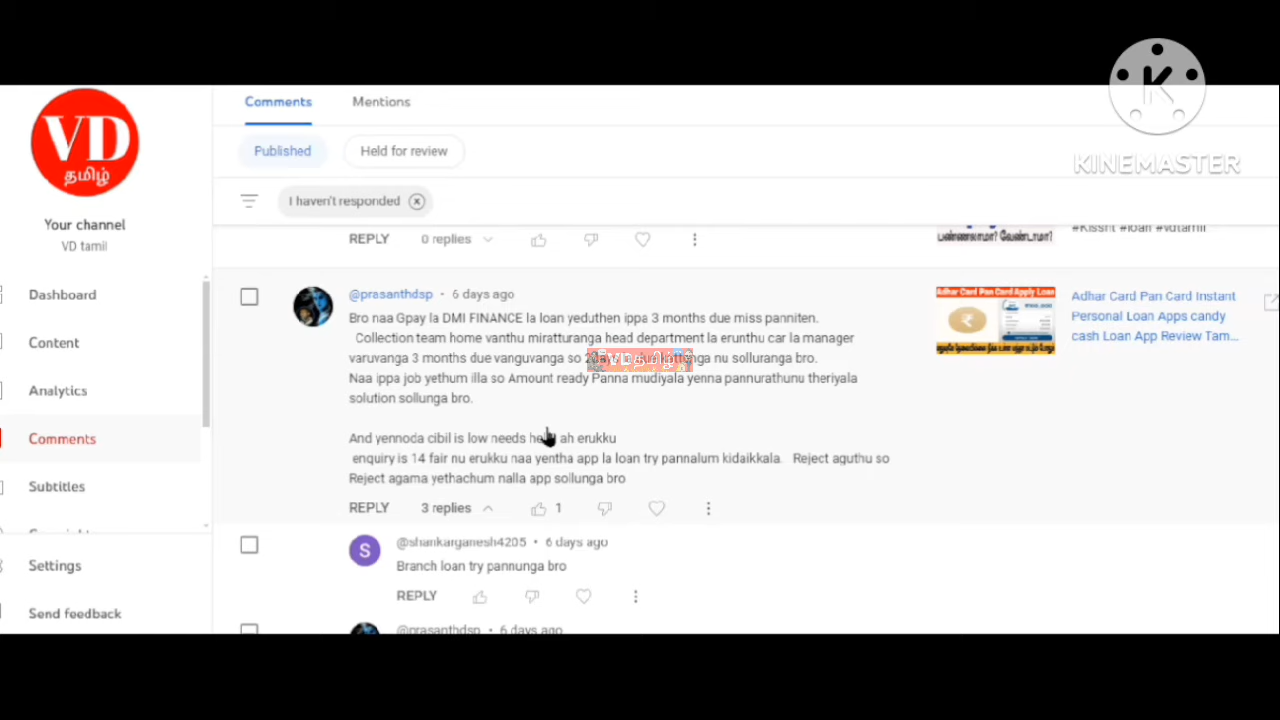 KINEMASTER
VD
தமிழ்
Your channel
VD tamil
Dashboard
Content
Analytics
Comments
Subtitles
Settings
Send feedback
Comments Mentions
Published Held for review
I haven't responded
REPLY 0 replies
#Kissht #loan #vdtamil
@prasanthdsp • 6 days ago
Bro naa Gpay la DMI FINANCE la loan yeduthen ippa 3 months due miss panniten.
Collection team home vanthu mirattturanga head department la erunthu car la manager
varuvanga 3 months due vanguvanga so nu solluranga bro.
Naa ippa job yethum illa so Amount ready Panna mudiyala yenna pannurathunu theriyala
solution sollunga bro.
And yennoda cibil is low needs ah erukku
enquiry is 14 fair nu erukku naa yentha app la loan try pannalum kidaikkala. Reject aguthu so
Reject agama yethachum nalla app sollunga bro
REPLY 3 replies 1
Adhar Card Pan Card Apply Loan
Adhar Card Pan Card Instant
Personal Loan Apps candy
cash Loan App Review Tam...
S
@shankarganesh4205 • 6 days ago
Branch loan try pannunga bro
REPLY
@prasanthdsp • 6 days ago